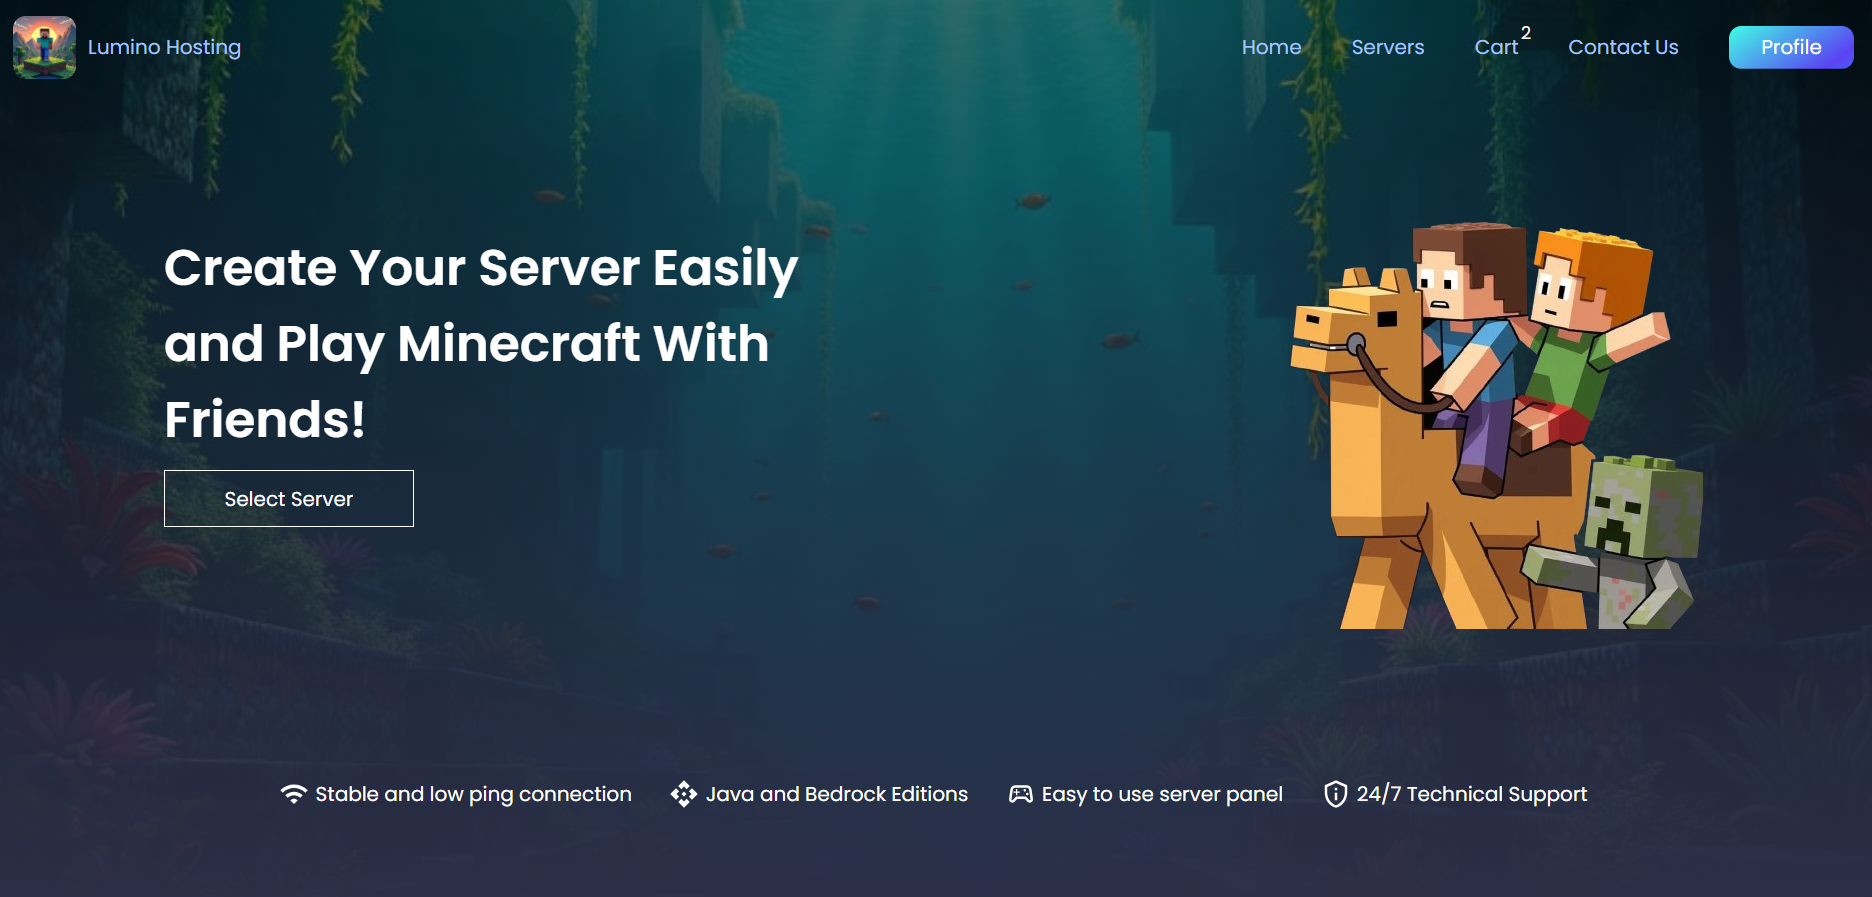 Lumino Hosting
Home
Servers
Cart 2
Contact Us
Profile
Create Your Server Easily
and Play Minecraft With
Friends!
Select Server
Stable and low ping connection
Java and Bedrock Editions
Easy to use server panel
24/7 Technical Support